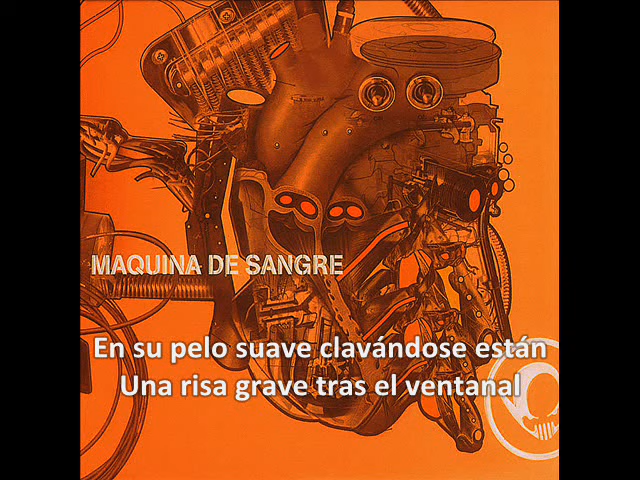 MAQUINA DE SANGRE
En su pelo suave clavándose están
Una risa grave tras el ventanal